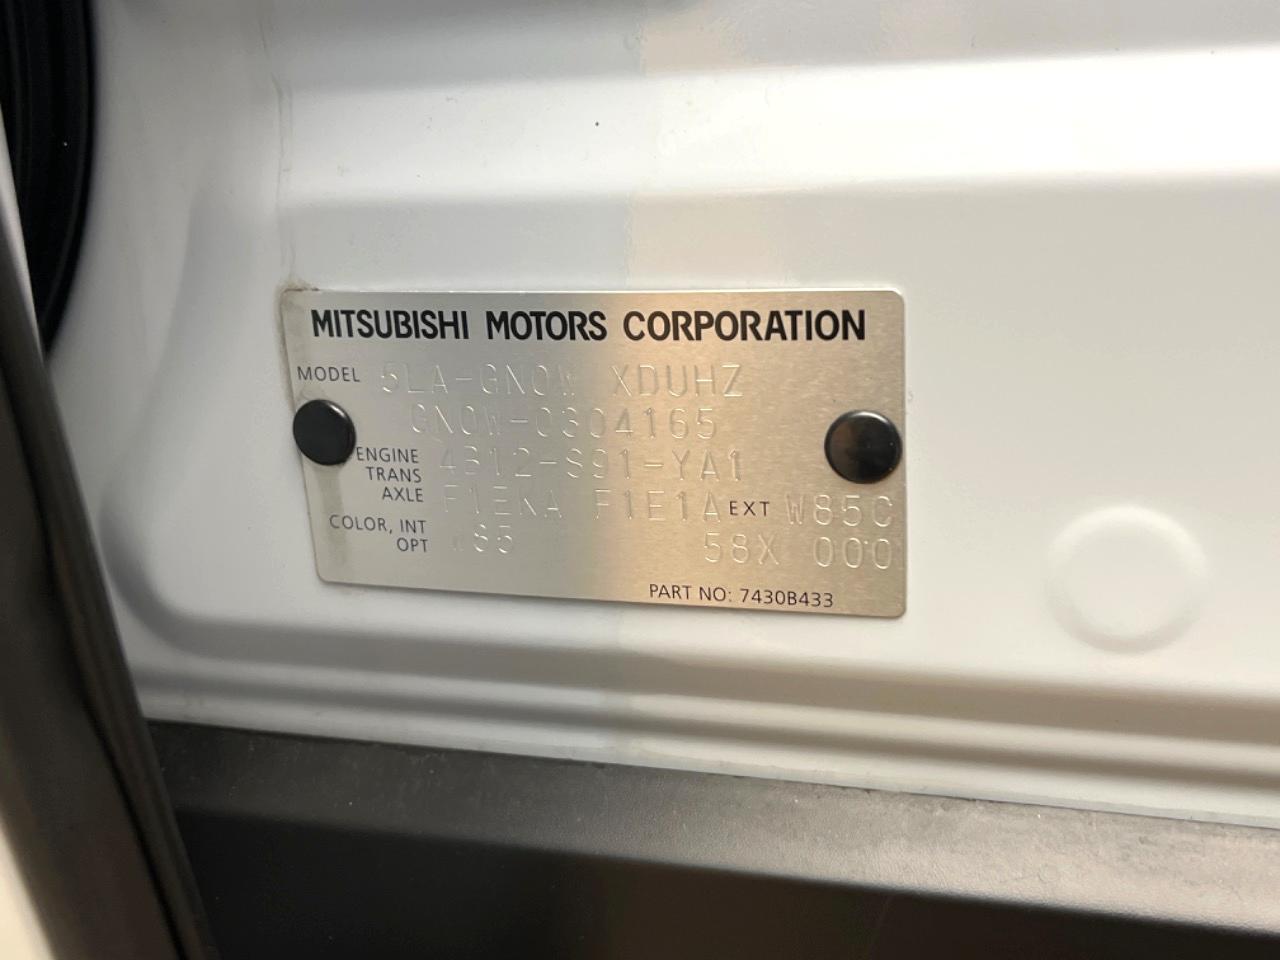 MITSUBISHI MOTORS CORPORATION
MODEL 5LA-GN0W XDUHZ
GN0W-0304165
ENGINE 4B12-S91-YA1
TRANS
AXLE F1EKA F1E1A EXT W85C
COLOR, INT
OPT 58X 000
PART NO: 7430B433